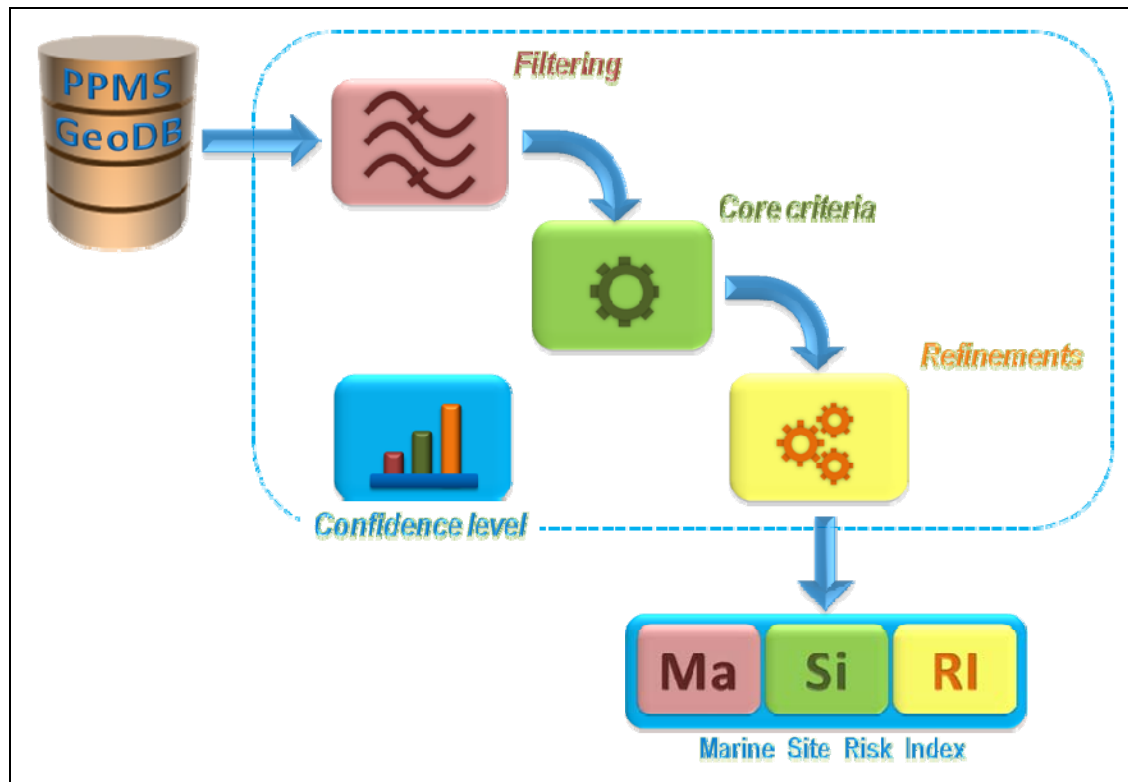 PPMS
GeoDB
Filtering
Core criteria
Refinements
Confidence level
Ma Si RI
Marine Site Risk Index